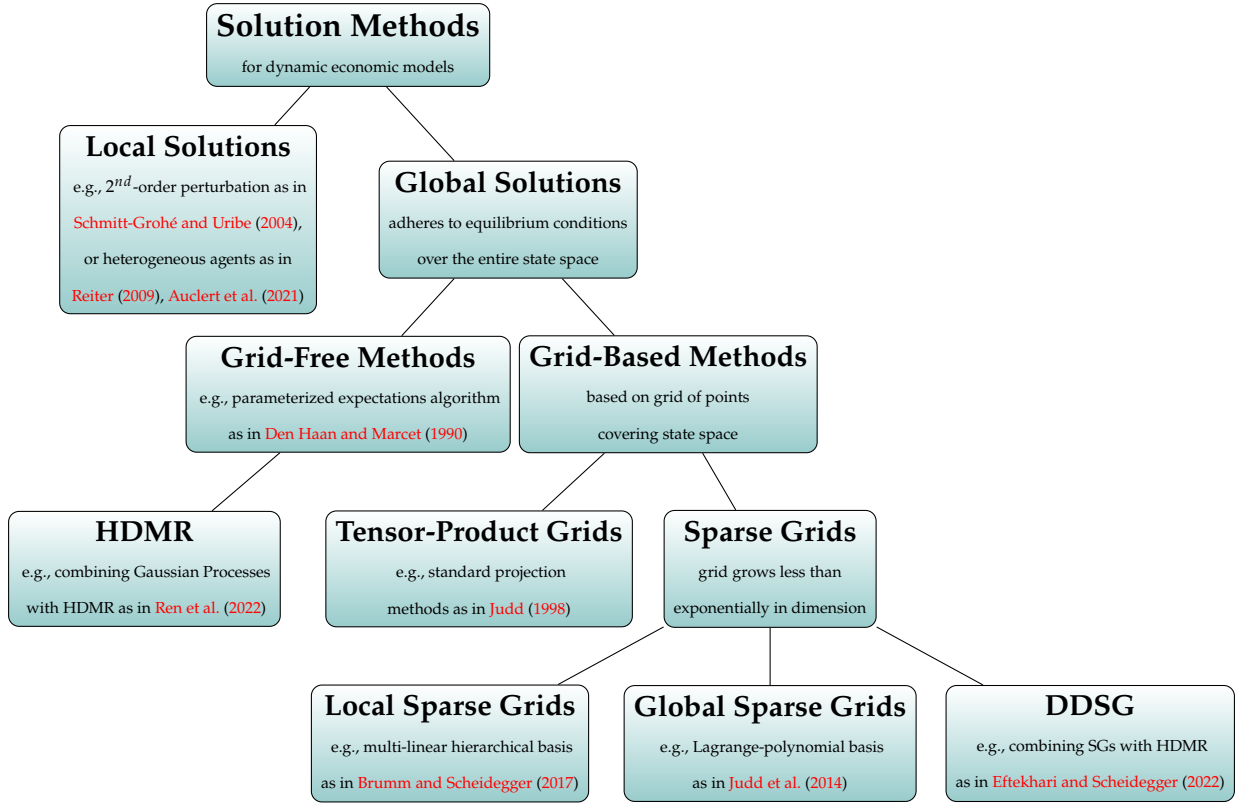 Solution Methods
for dynamic economic models
Local Solutions
e.g., 2nd-order perturbation as in
Schmitt-Grohé and Uribe (2004),
or heterogeneous agents as in
Reiter (2009), Auclert et al. (2021)
Global Solutions
adheres to equilibrium conditions
over the entire state space
Grid-Free Methods
e.g., parameterized expectations algorithm
as in Den Haan and Marcet (1990)
Grid-Based Methods
based on grid of points
covering state space
HDMR
e.g., combining Gaussian Processes
with HDMR as in Ren et al. (2022)
Tensor-Product Grids
e.g., standard projection
methods as in Judd (1998)
Sparse Grids
grid grows less than
exponentially in dimension
Local Sparse Grids
e.g., multi-linear hierarchical basis
as in Brumm and Scheidegger (2017)
Global Sparse Grids
e.g., Lagrange-polynomial basis
as in Judd et al. (2014)
DDSG
e.g., combining SGs with HDMR
as in Eftekhari and Scheidegger (2022)